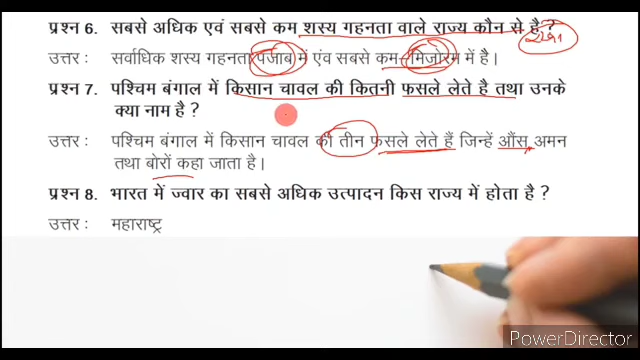 प्रश्न 6. सबसे अधिक एवं सबसे कम शस्य गहनता वाले राज्य कौन से है ?
उत्तर : सर्वाधिक शस्य गहनता पंजाब में एंव सबसे कम मिजोरम में है।
प्रश्न 7. पश्चिम बंगाल में किसान चावल की कितनी फसले लेते है तथा उनके
क्या नाम है ?
उत्तर : पश्चिम बंगाल में किसान चावल की तीन फसले लेते हैं जिन्हें औंस अमन
तथा बोरों कहा जाता है।
प्रश्न 8. भारत में ज्वार का सबसे अधिक उत्पादन किस राज्य में होता है ?
उत्तर : महाराष्ट्र
PowerDirector